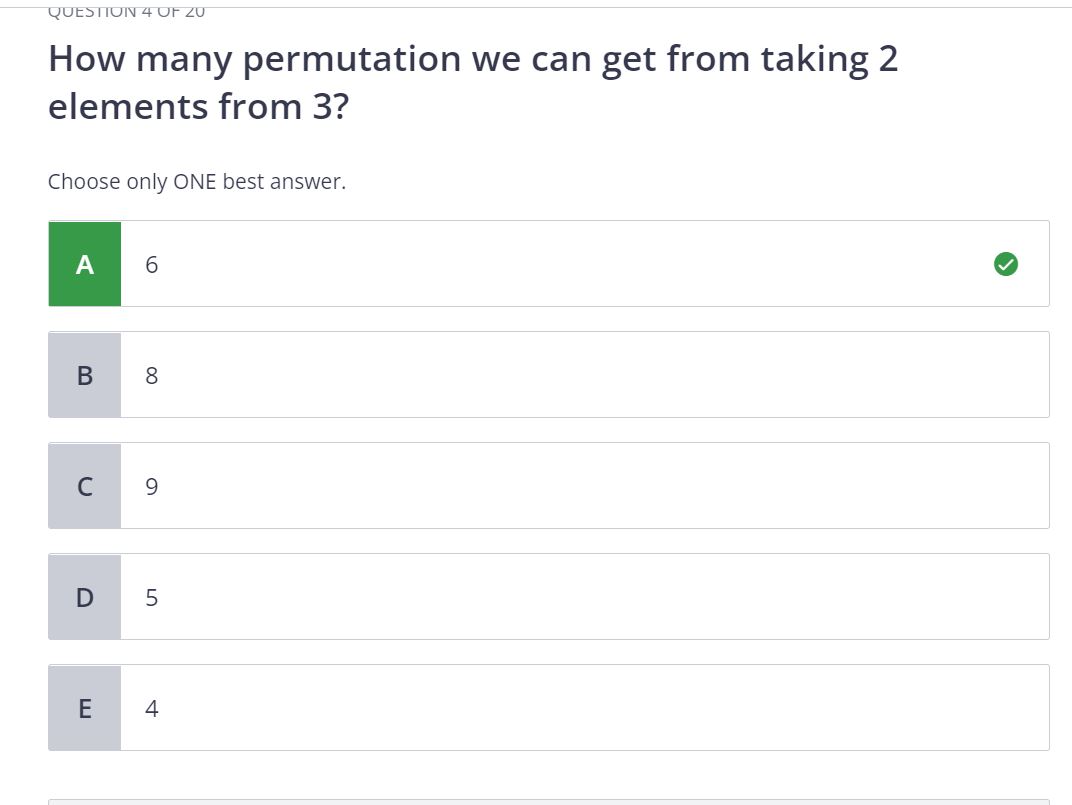 QUESTION 4 OF 20
How many permutation we can get from taking 2
elements from 3?
Choose only ONE best answer.
A 6
B 8
C 9
D 5
E 4